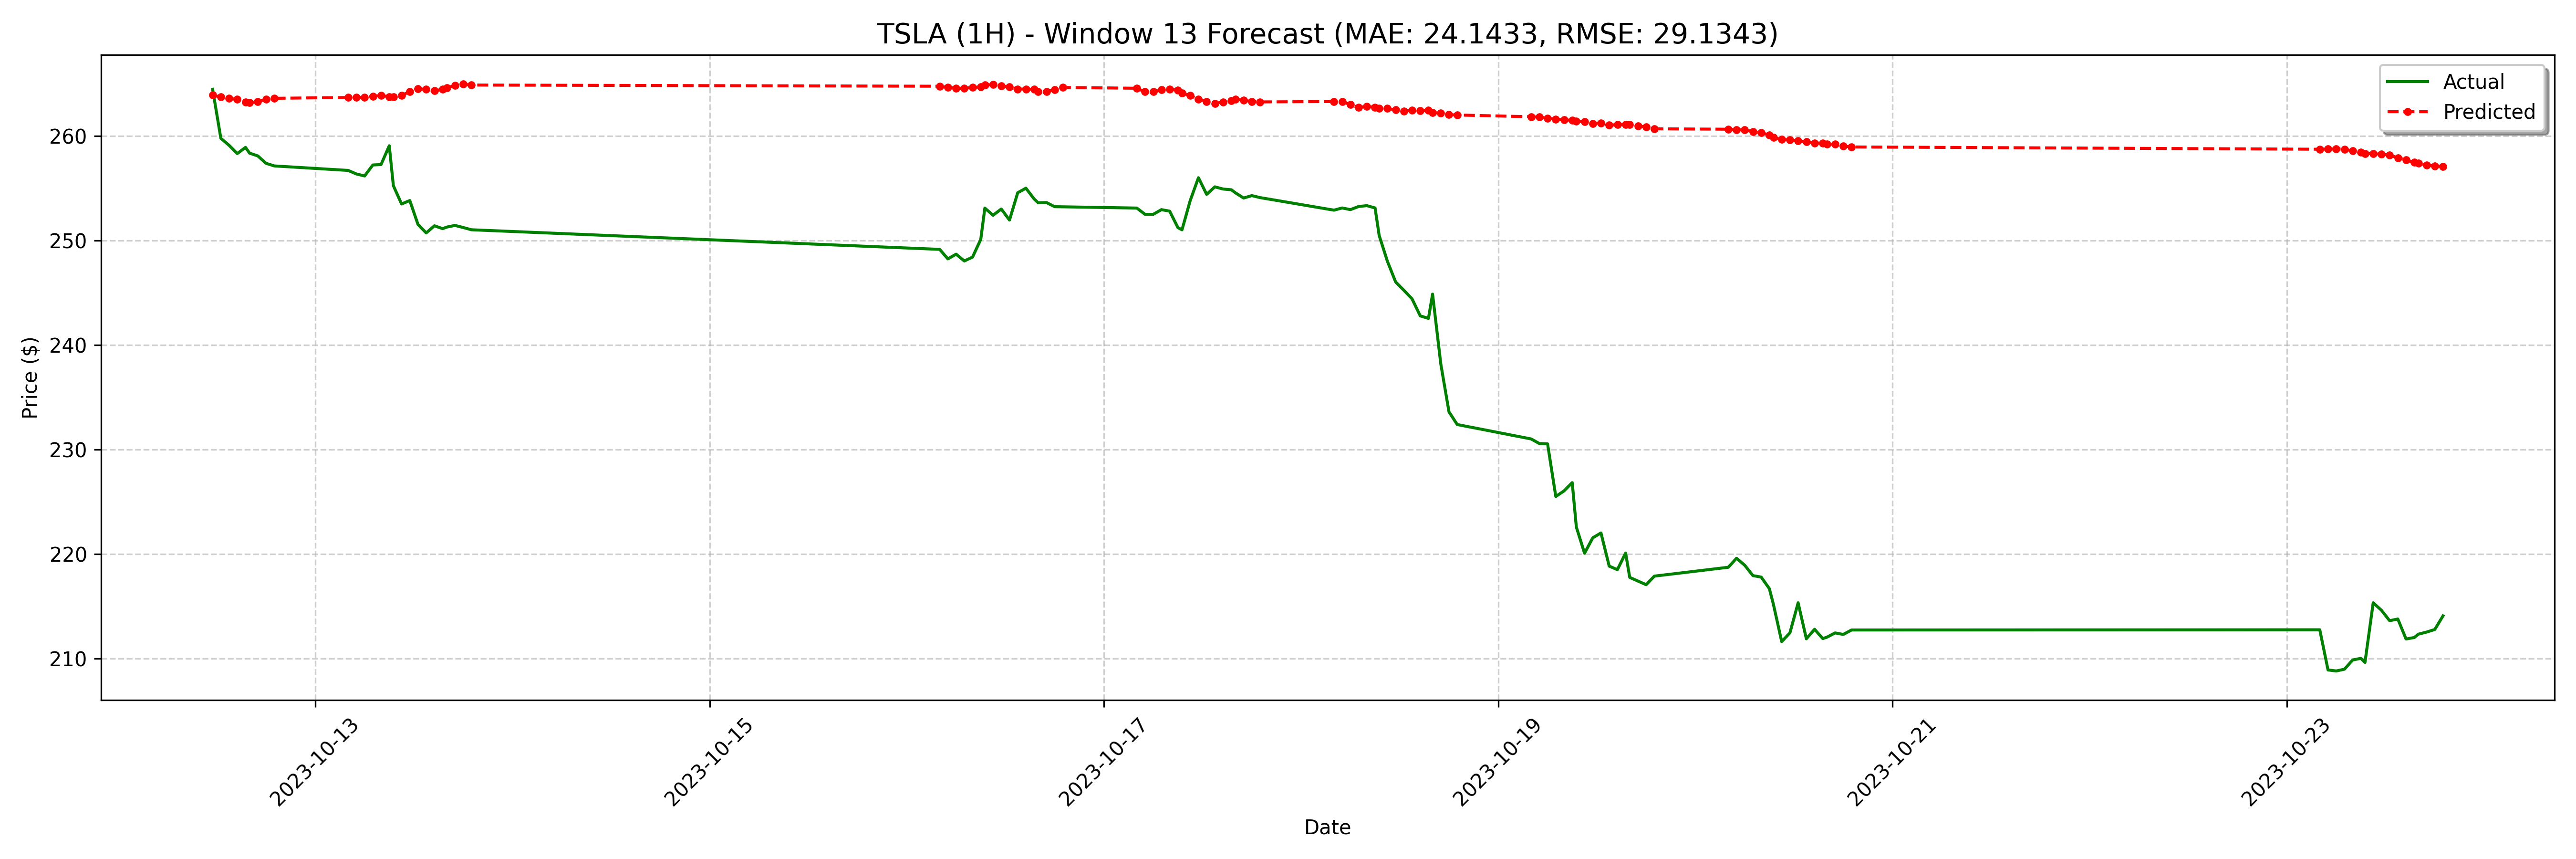 TSLA (1H) - Window 13 Forecast (MAE: 24.1433, RMSE: 29.1343)
Actual
Predicted
Price ($)
260
250
240
230
220
210
2023-10-13
2023-10-15
2023-10-17
2023-10-19
2023-10-21
2023-10-23
Date